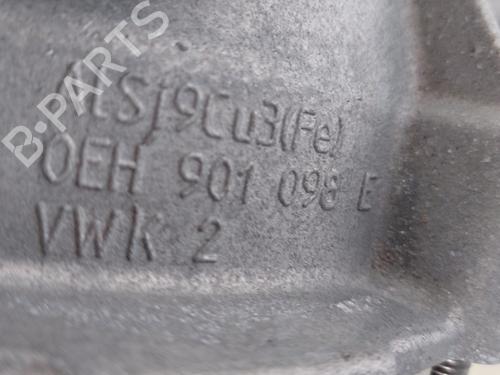 B-PARTS
AlSi9Cu3(Fe)
0EH 901 098 E
VWK 2